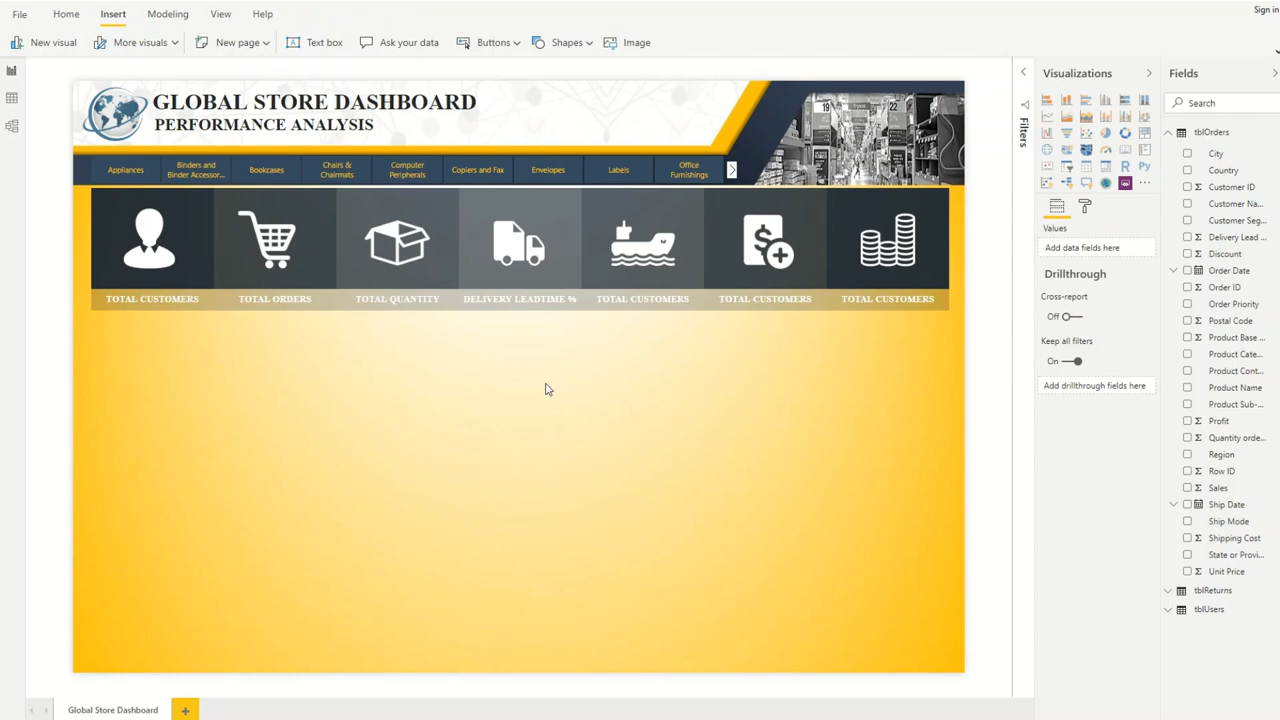 Sign in
File Home Insert Modeling View Help
New visual More visuals New page Text box Ask your data Buttons Shapes Image
GLOBAL STORE DASHBOARD
PERFORMANCE ANALYSIS
Appliances
Binders and
Binder Accessor...
Bookcases
Chairs &
Chairmats
Computer
Peripherals
Copiers and Fax
Envelopes
Labels
Office
Furnishings
TOTAL CUSTOMERS TOTAL ORDERS TOTAL QUANTITY DELIVERY LEADTIME % TOTAL CUSTOMERS TOTAL CUSTOMERS TOTAL CUSTOMERS
Global Store Dashboard
Filters
Visualizations
Values
Add data fields here
Drillthrough
Cross-report
Off
Keep all filters
On
Add drillthrough fields here
Fields
Search
tblOrders
City
Country
Customer ID
Customer Na...
Customer Seg...
Delivery Lead ...
Discount
Order Date
Order ID
Order Priority
Postal Code
Product Base ...
Product Cate...
Product Cont...
Product Name
Product Sub-...
Profit
Quantity orde...
Region
Row ID
Sales
Ship Date
Ship Mode
Shipping Cost
State or Provi...
Unit Price
tblReturns
tblUsers